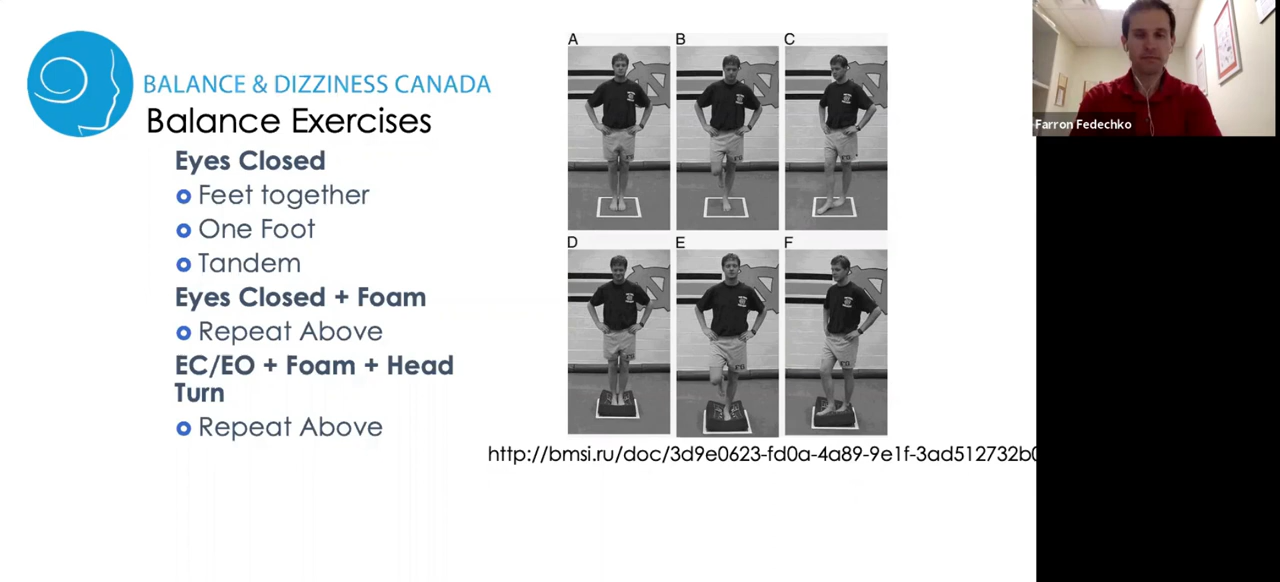 BALANCE & DIZZINESS CANADA
Balance Exercises
Eyes Closed
Feet together
One Foot
Tandem
Eyes Closed + Foam
Repeat Above
EC/EO + Foam + Head
Turn
Repeat Above
A B C
D E F
http://bmsi.ru/doc/3d9e0623-fd0a-4a89-9e1f-3ad512732b0
Farron Fedechko